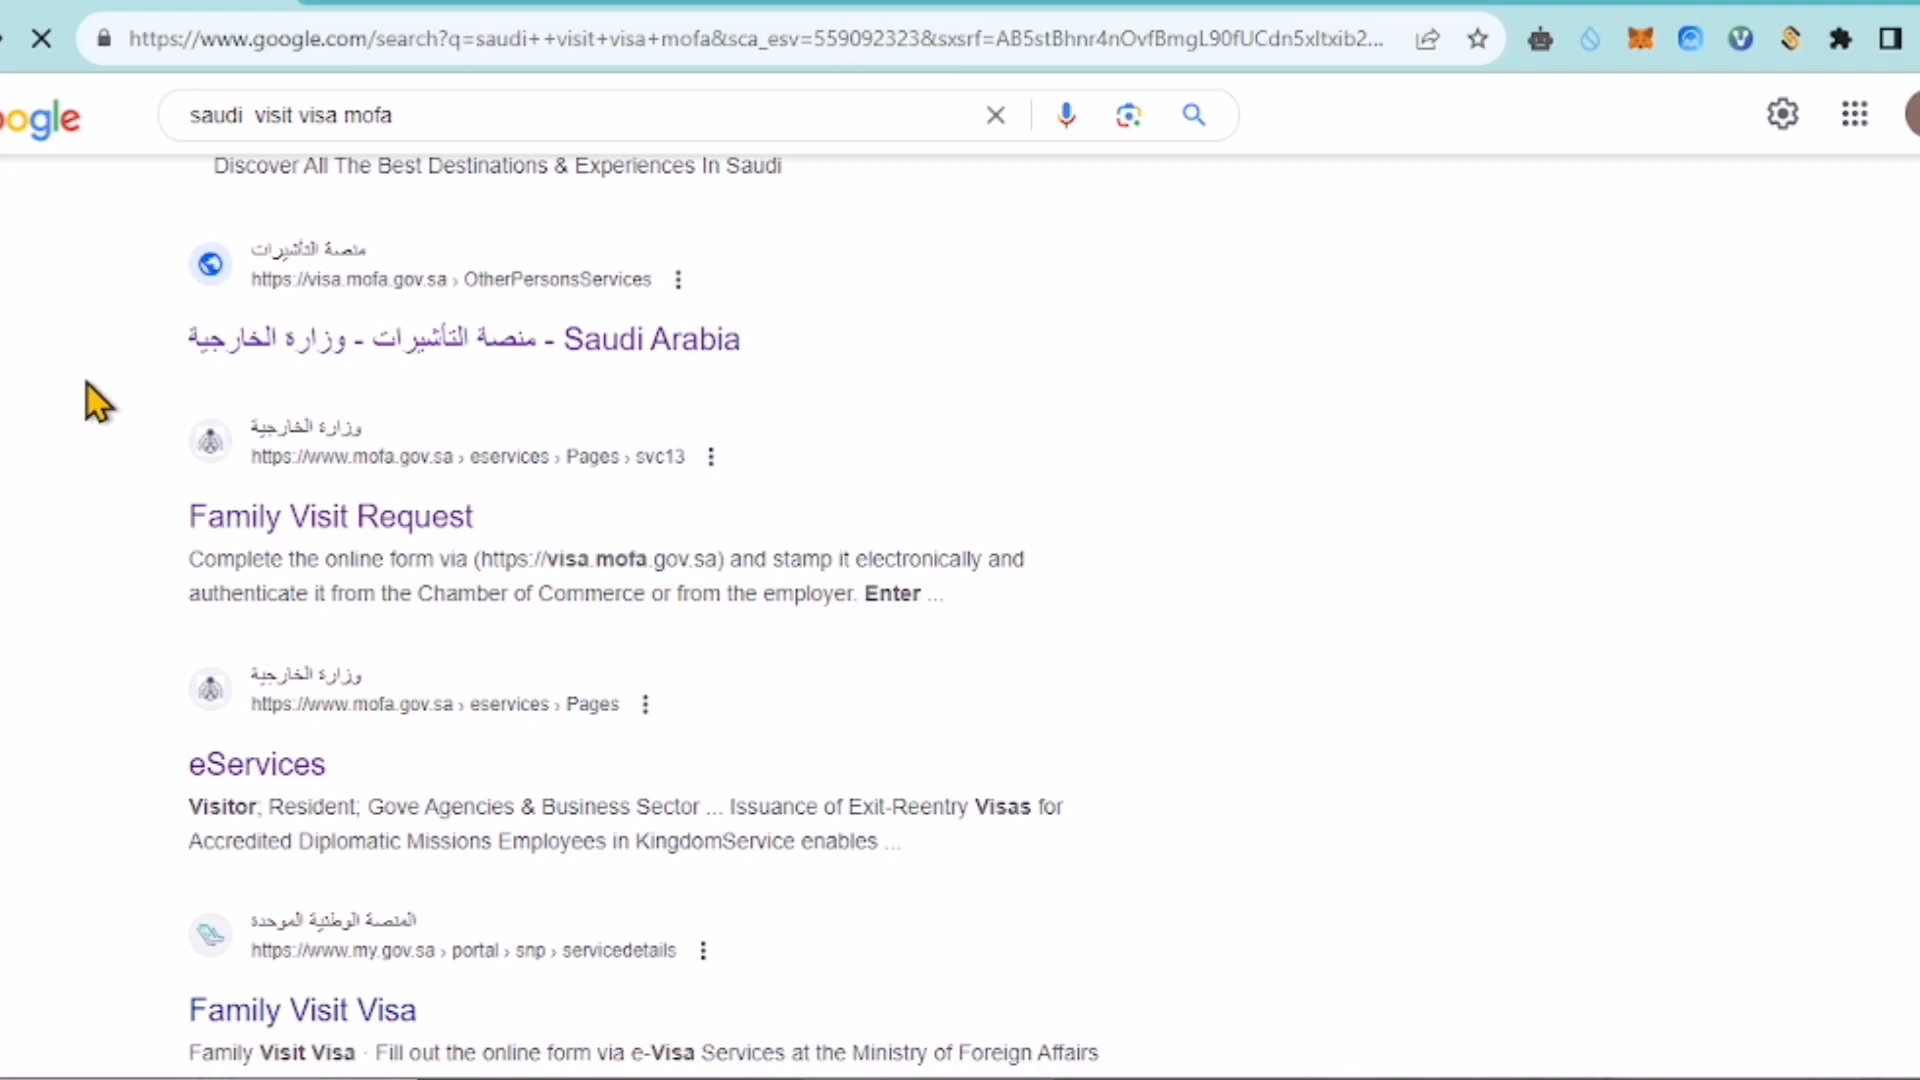 https://www.google.com/search?q=saudi++visit+visa+mofa&sca_esv=559092323&sxsrf=AB5stBhnr4nOvfBmgL90fUCdn5xltxib2...
ogle
saudi  visit visa mofa
Discover All The Best Destinations & Experiences In Saudi
منصة التأشيرات
https://visa.mofa.gov.sa › OtherPersonsServices
منصة التأشيرات - وزارة الخارجية - Saudi Arabia
وزارة الخارجية
https://www.mofa.gov.sa › eservices › Pages › svc13
Family Visit Request
Complete the online form via (https://visa.mofa.gov.sa) and stamp it electronically and
authenticate it from the Chamber of Commerce or from the employer. Enter ...
وزارة الخارجية
https://www.mofa.gov.sa › eservices › Pages
eServices
Visitor; Resident; Gove Agencies & Business Sector ... Issuance of Exit-Reentry Visas for
Accredited Diplomatic Missions Employees in KingdomService enables ...
المنصة الوطنية الموحدة
https://www.my.gov.sa › portal › snp › servicedetails
Family Visit Visa
Family Visit Visa · Fill out the online form via e-Visa Services at the Ministry of Foreign Affairs